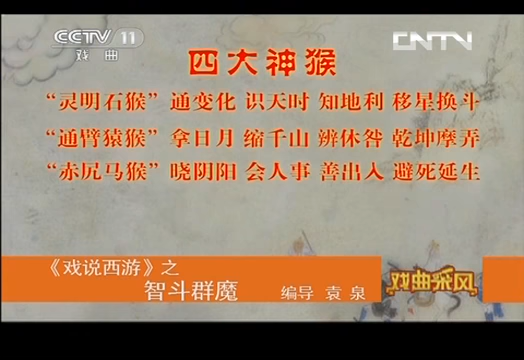 CCTV 11
戏曲
CNTV
四大神猴
“灵明石猴”通变化 识天时 知地利 移星换斗
“通臂猿猴”拿日月 缩千山 辨休咎 乾坤摩弄
“赤尻马猴”晓阴阳 会人事 善出入 避死延生
《戏说西游》之
智斗群魔 编导 袁泉
戏曲采风